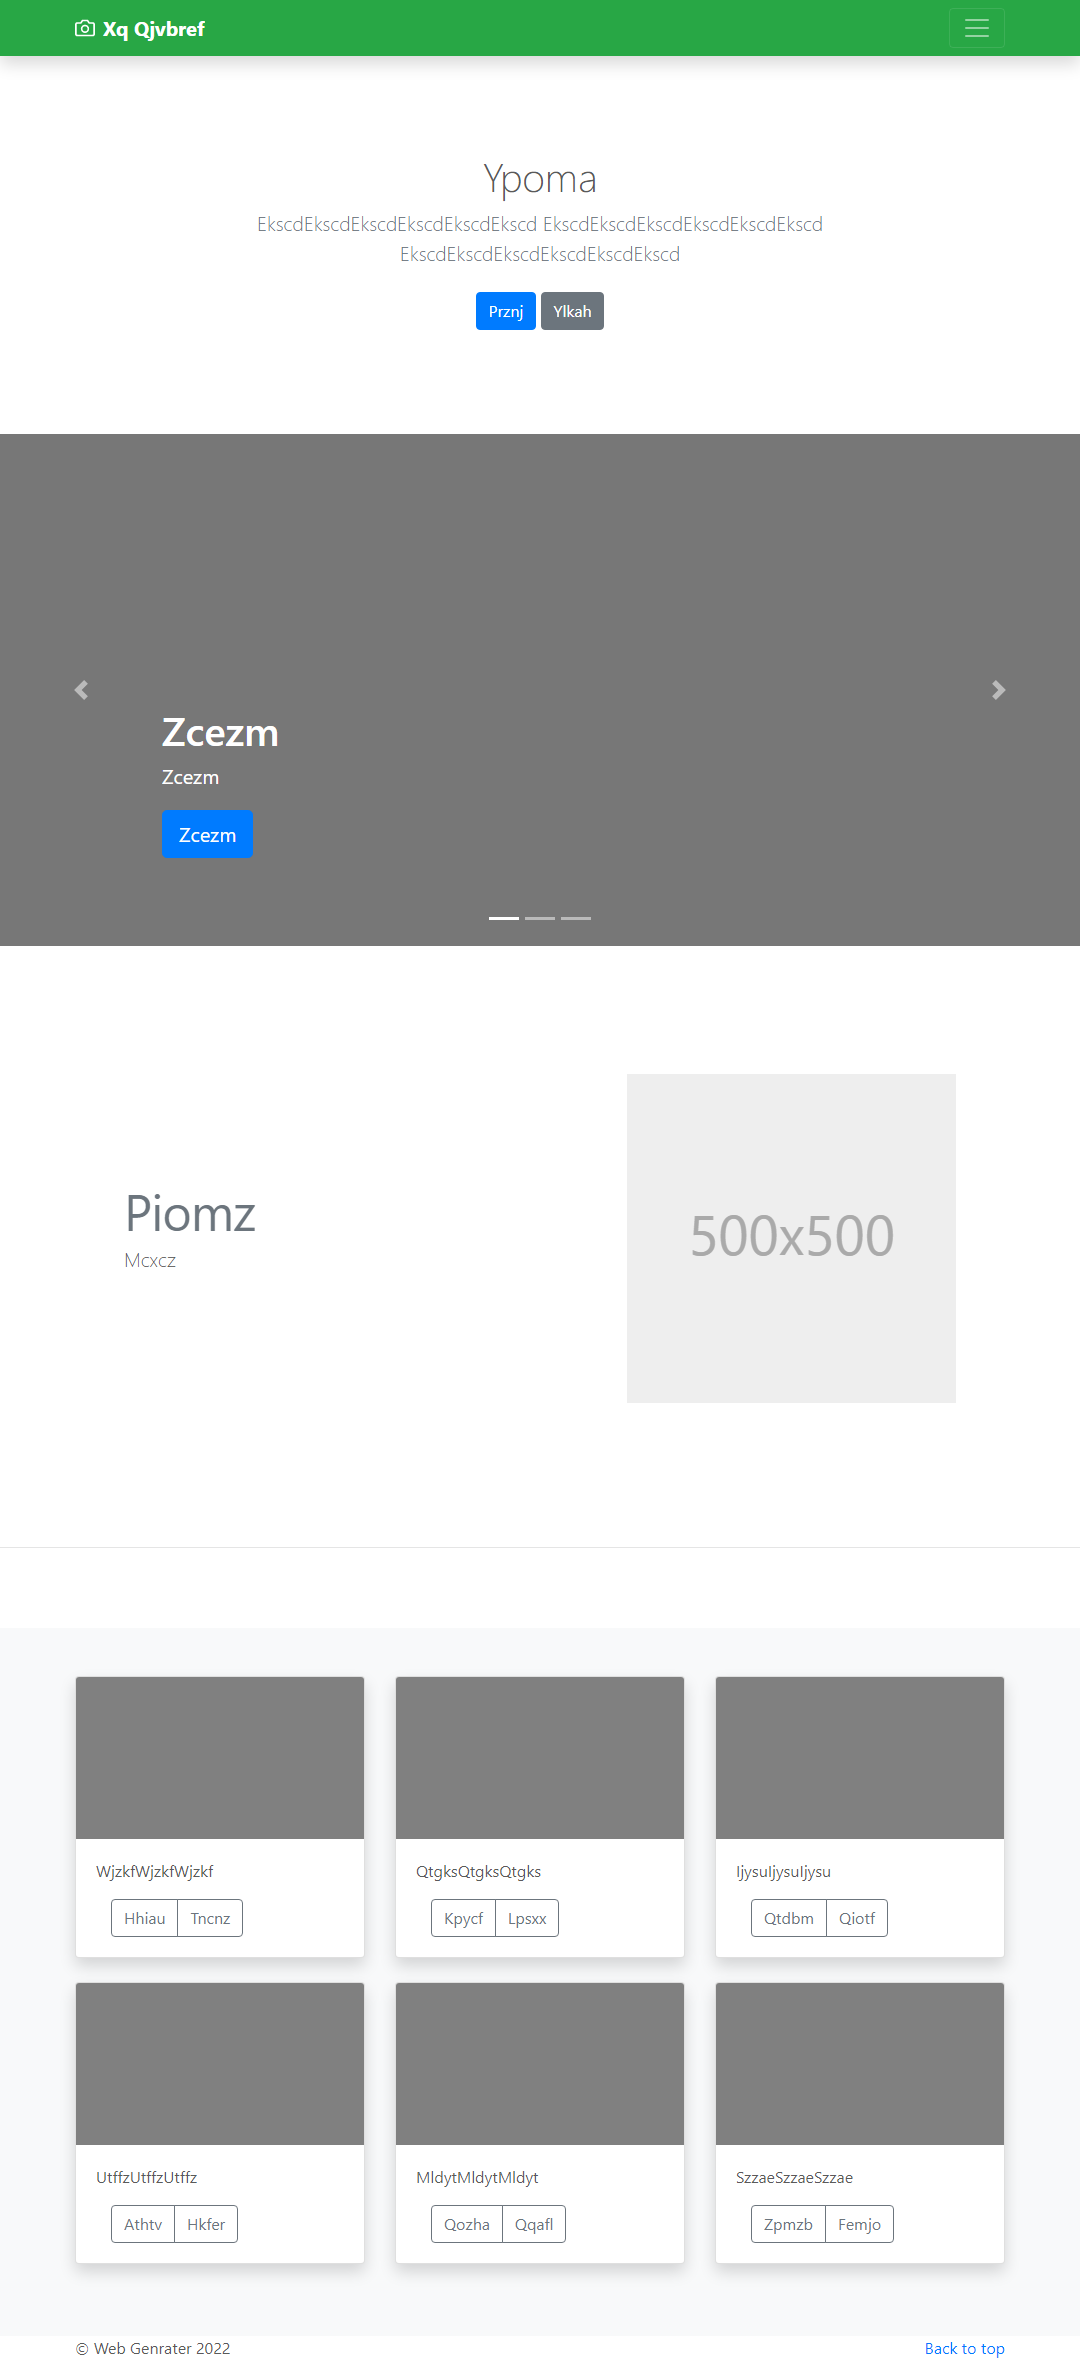 Xq Qjvbref
Ypoma
EkscdEkscdEkscdEkscdEkscdEkscd EkscdEkscdEkscdEkscdEkscdEkscd
EkscdEkscdEkscdEkscdEkscdEkscd
Prznj Ylkah
Zcezm
Zcezm
Zcezm
Piomz
Mcxcz
500x500
WjzkfWjzkfWjzkf
Hhiau Tncnz
QtgksQtgksQtgks
Kpycf Lpsxx
IjysuIjysuIjysu
Qtdbm Qiotf
UtffzUtffzUtffz
Athtv Hkfer
MldytMldytMldyt
Qozha Qqafl
SzzaeSzzaeSzzae
Zpmzb Femjo
© Web Genrater 2022
Back to top